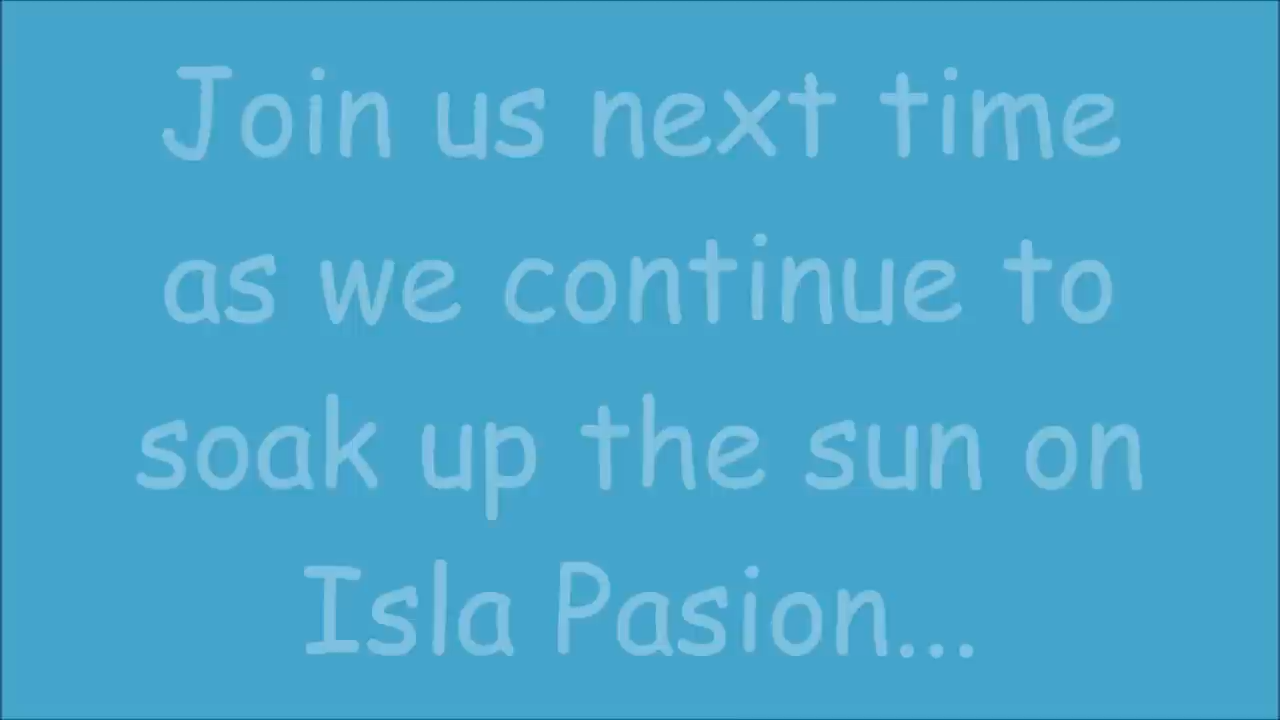 Join us next time
as we continue to
soak up the sun on
Isla Pasion...